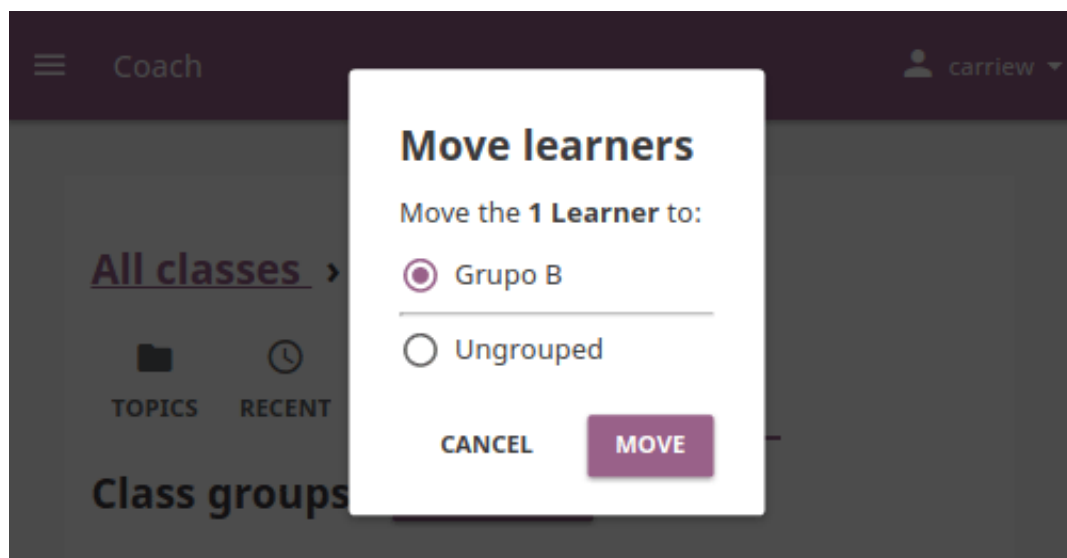 Coach
carriew
Move learners
Move the 1 Learner to:
All classes ›
Grupo B
Ungrouped
TOPICS
RECENT
CANCEL
MOVE
Class groups